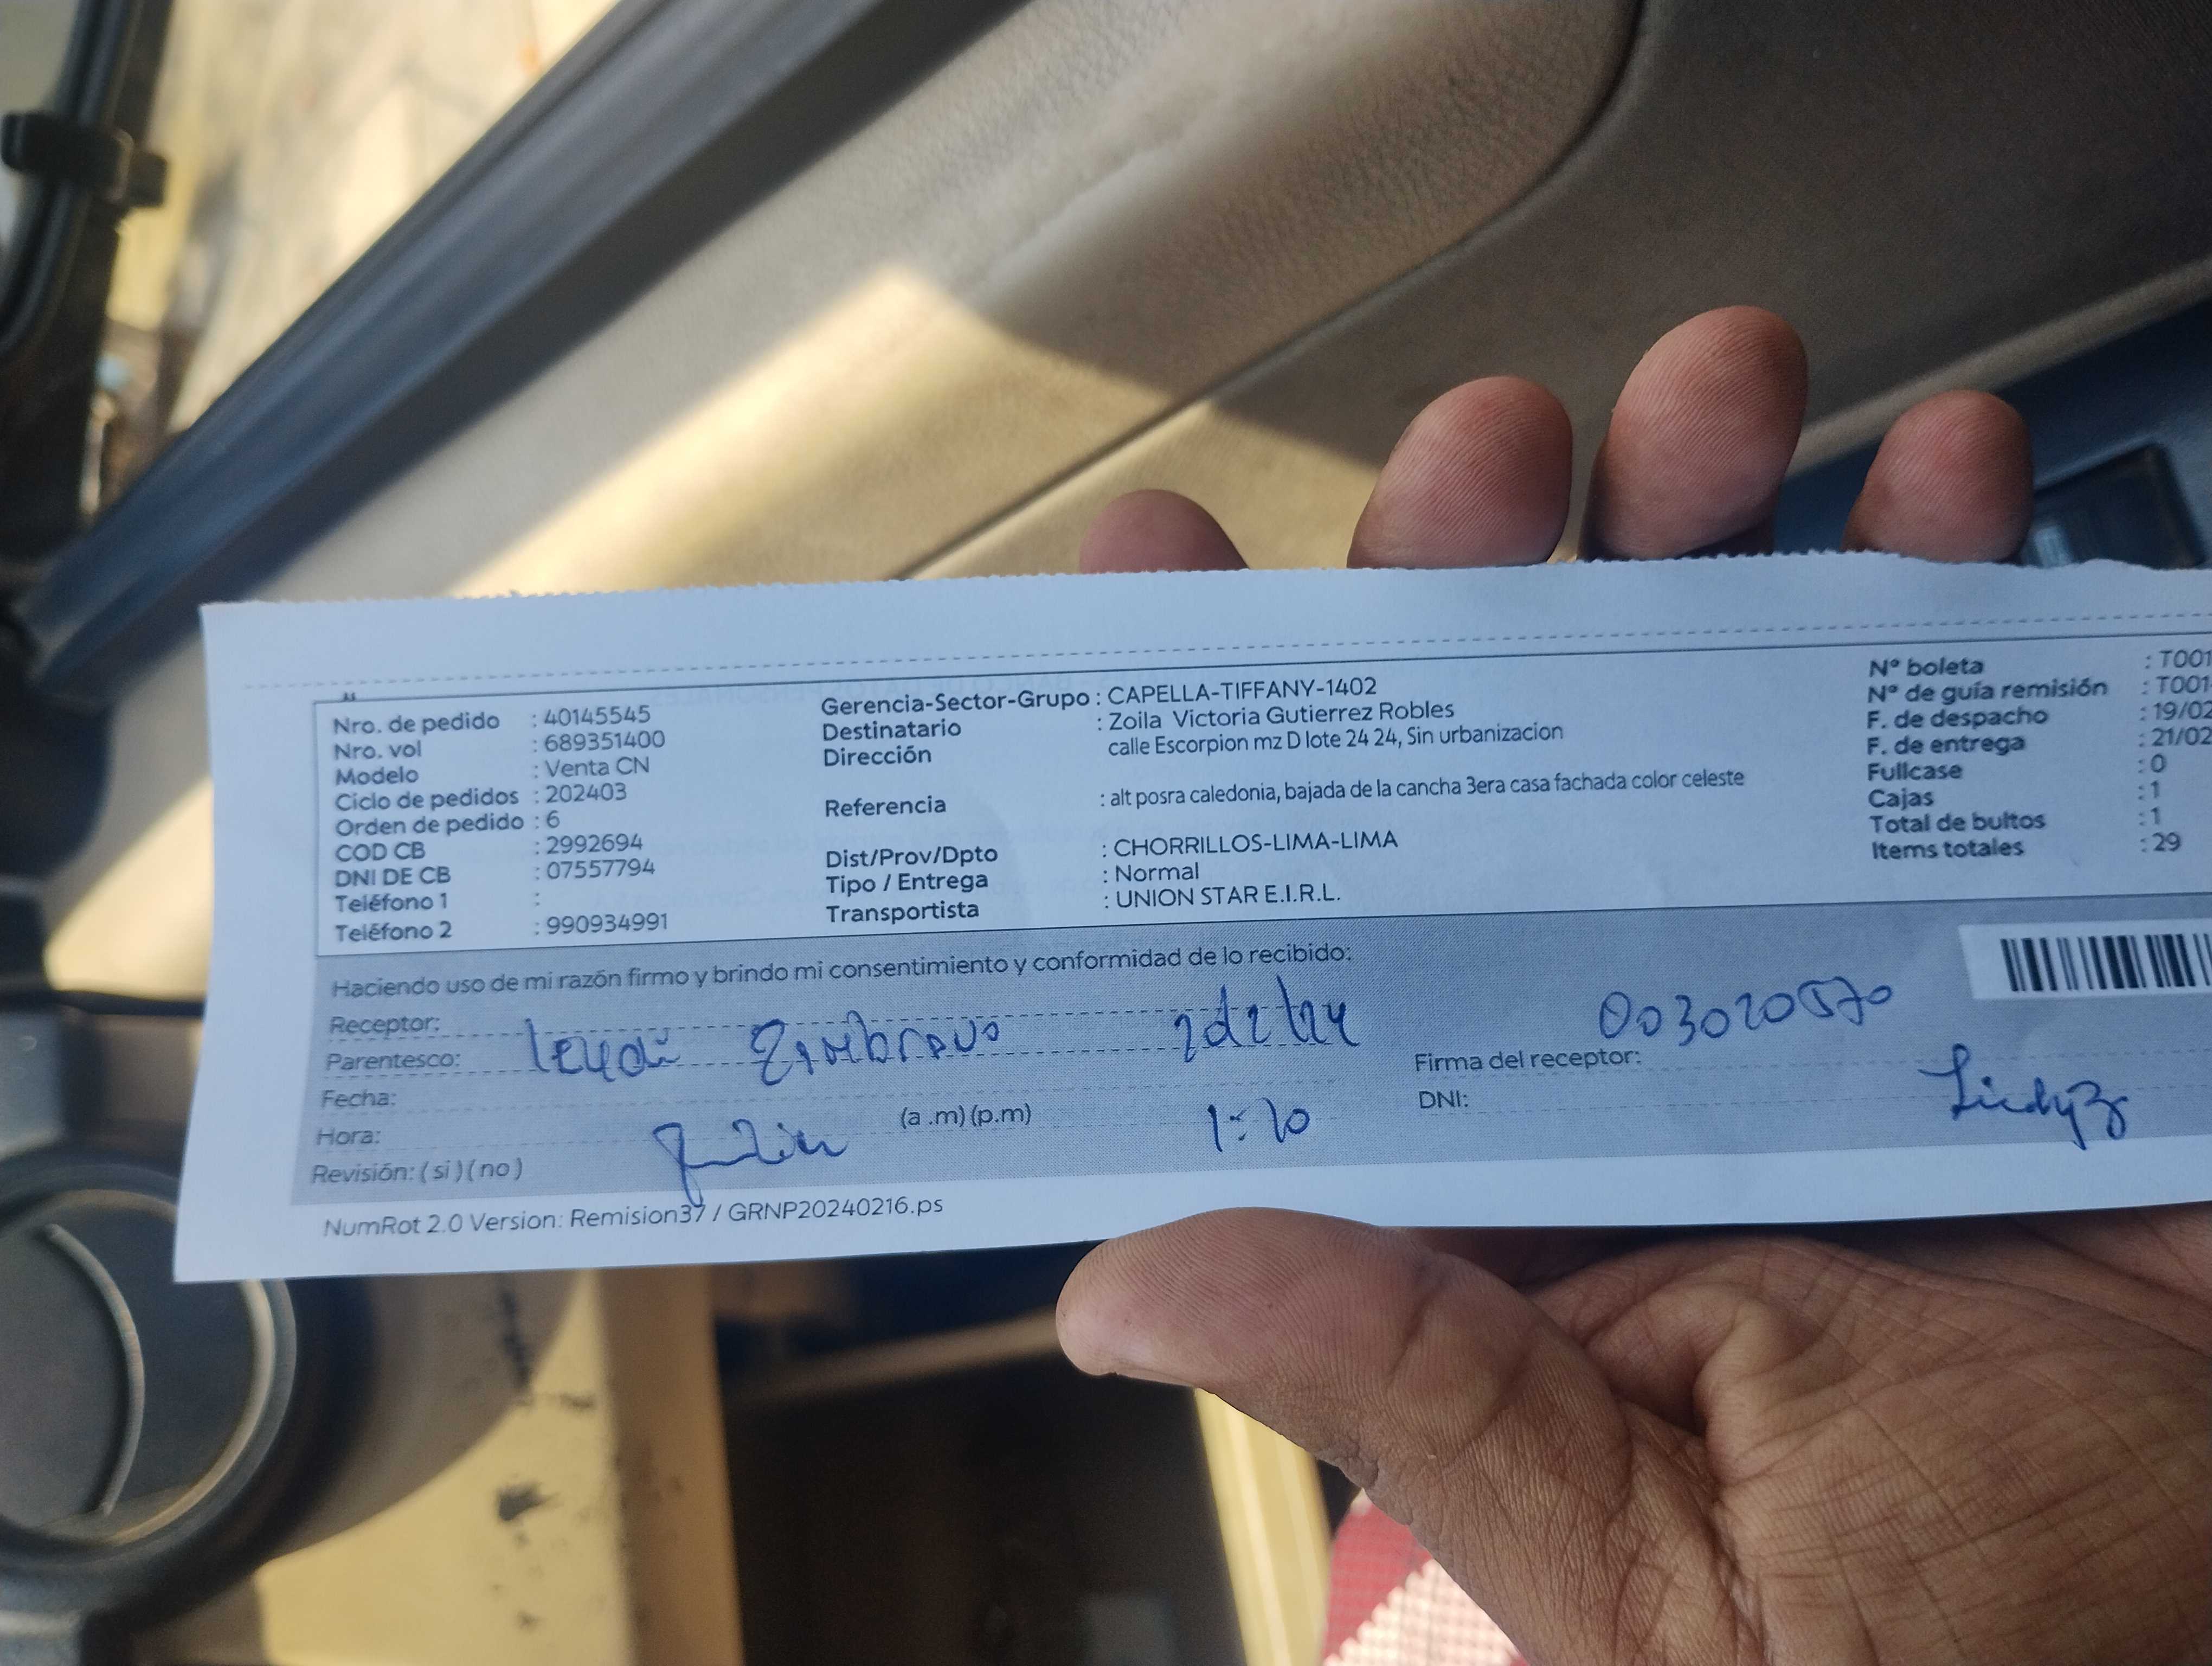 Nro. de pedido : 40145545
Nro. vol : 689351400
Modelo : Venta CN
Ciclo de pedidos : 202403
Orden de pedido : 6
COD CB : 2992694
DNI DE CB : 07557794
Teléfono 1 :
Teléfono 2 : 990934991
Gerencia-Sector-Grupo : CAPELLA-TIFFANY-1402
Destinatario : Zoila Victoria Gutierrez Robles
Dirección calle Escorpion mz D lote 24 24, Sin urbanizacion
Referencia : alt posra caledonia, bajada de la cancha 3era casa fachada color celeste
Dist/Prov/Dpto : CHORRILLOS-LIMA-LIMA
Tipo / Entrega : Normal
Transportista : UNION STAR E.I.R.L.
N° boleta : T001
N° de guía remisión : T001
F. de despacho : 19/02
F. de entrega : 21/02
Fullcase : 0
Cajas : 1
Total de bultos : 1
Items totales : 29
Haciendo uso de mi razón firmo y brindo mi consentimiento y conformidad de lo recibido:
Receptor:
Parentesco:
Fecha:
Hora: (a .m) (p.m)
Revisión: ( si ) ( no )
003020570
Firma del receptor:
DNI:
NumRot 2.0 Version: Remision37 / GRNP20240216.ps